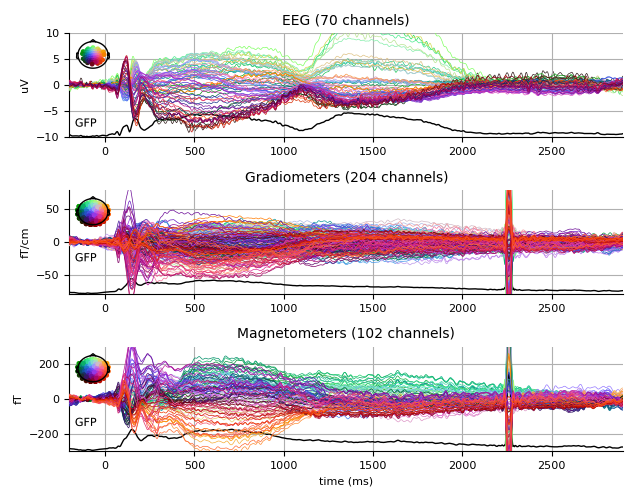 EEG (70 channels)
10
5
0
−5
−10
uV
GFP
0 500 1000 1500 2000 2500
Gradiometers (204 channels)
50
0
−50
fT/cm
GFP
0 500 1000 1500 2000 2500
Magnetometers (102 channels)
200
0
−200
fT
GFP
0 500 1000 1500 2000 2500
time (ms)